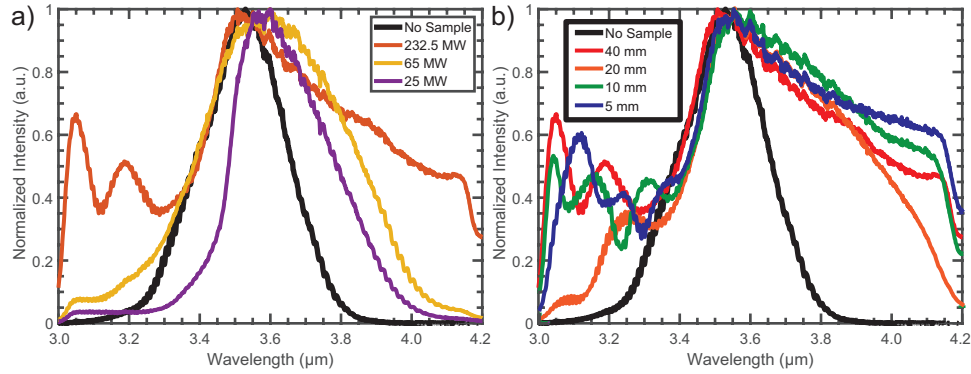 a)
Normalized Intensity (a.u.)
1
0.8
0.6
0.4
0.2
0
No Sample
232.5 MW
65 MW
25 MW
3.0 3.2 3.4 3.6 3.8 4.0 4.2
Wavelength (µm)
b)
Normalized Intensity (a.u.)
1
0.8
0.6
0.4
0.2
0
No Sample
40 mm
20 mm
10 mm
5 mm
3.0 3.2 3.4 3.6 3.8 4.0 4.2
Wavelength (µm)